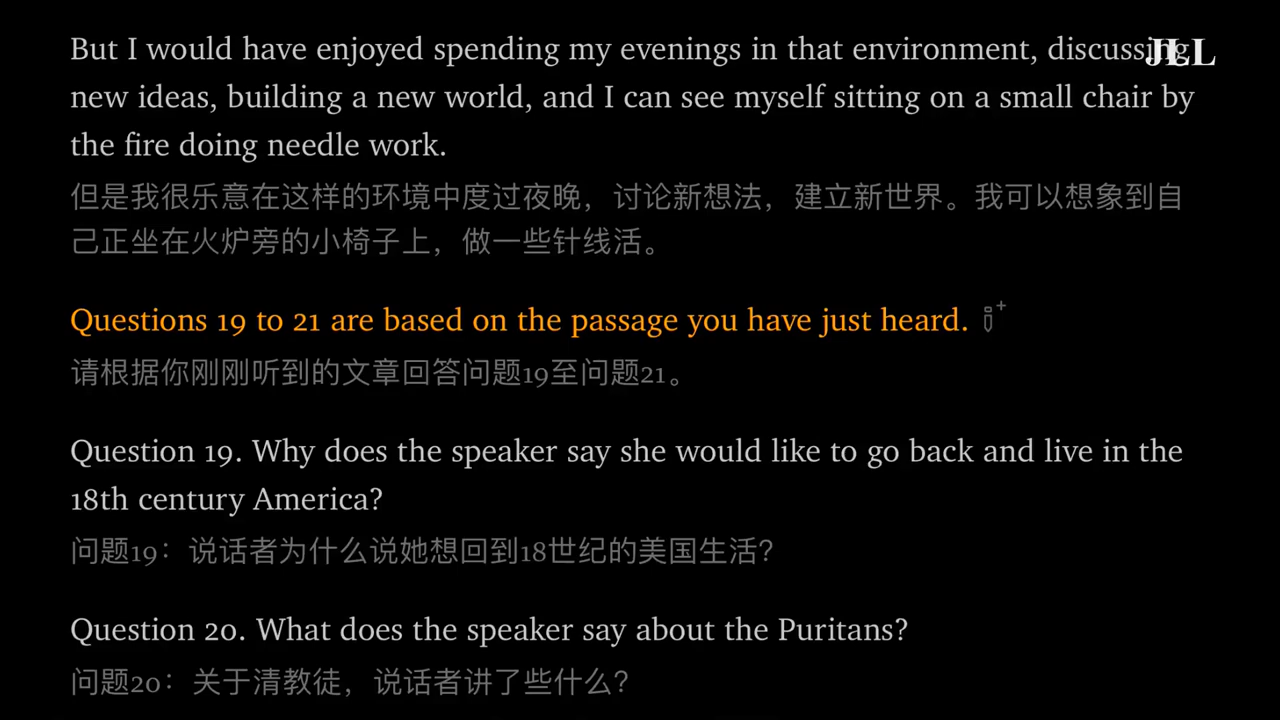 But I would have enjoyed spending my evenings in that environment, discussing
JLL
new ideas, building a new world, and I can see myself sitting on a small chair by
the fire doing needle work.
但是我很乐意在这样的环境中度过夜晚，讨论新想法，建立新世界。我可以想象到自
己正坐在火炉旁的小椅子上，做一些针线活。
Questions 19 to 21 are based on the passage you have just heard.
请根据你刚刚听到的文章回答问题19至问题21。
Question 19. Why does the speaker say she would like to go back and live in the
18th century America?
问题19：说话者为什么说她想回到18世纪的美国生活？
Question 20. What does the speaker say about the Puritans?
问题20：关于清教徒，说话者讲了些什么？